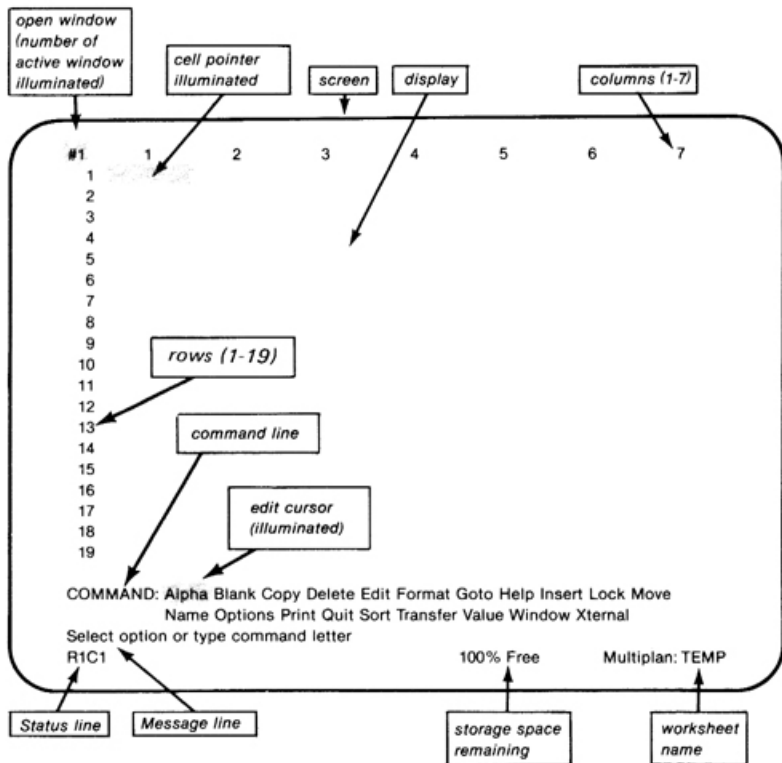 open window
(number of
active window
illuminated)
cell pointer
illuminated
screen
display
columns (1-7)
#1 1 2 3 4 5 6 7
1
2
3
4
5
6
7
8
9
10
11
12
13
14
15
16
17
18
19
rows (1-19)
command line
edit cursor
(illuminated)
COMMAND: Alpha Blank Copy Delete Edit Format Goto Help Insert Lock Move
Name Options Print Quit Sort Transfer Value Window Xternal
Select option or type command letter
R1C1 100% Free Multiplan: TEMP
Status line
Message line
storage space
remaining
worksheet
name